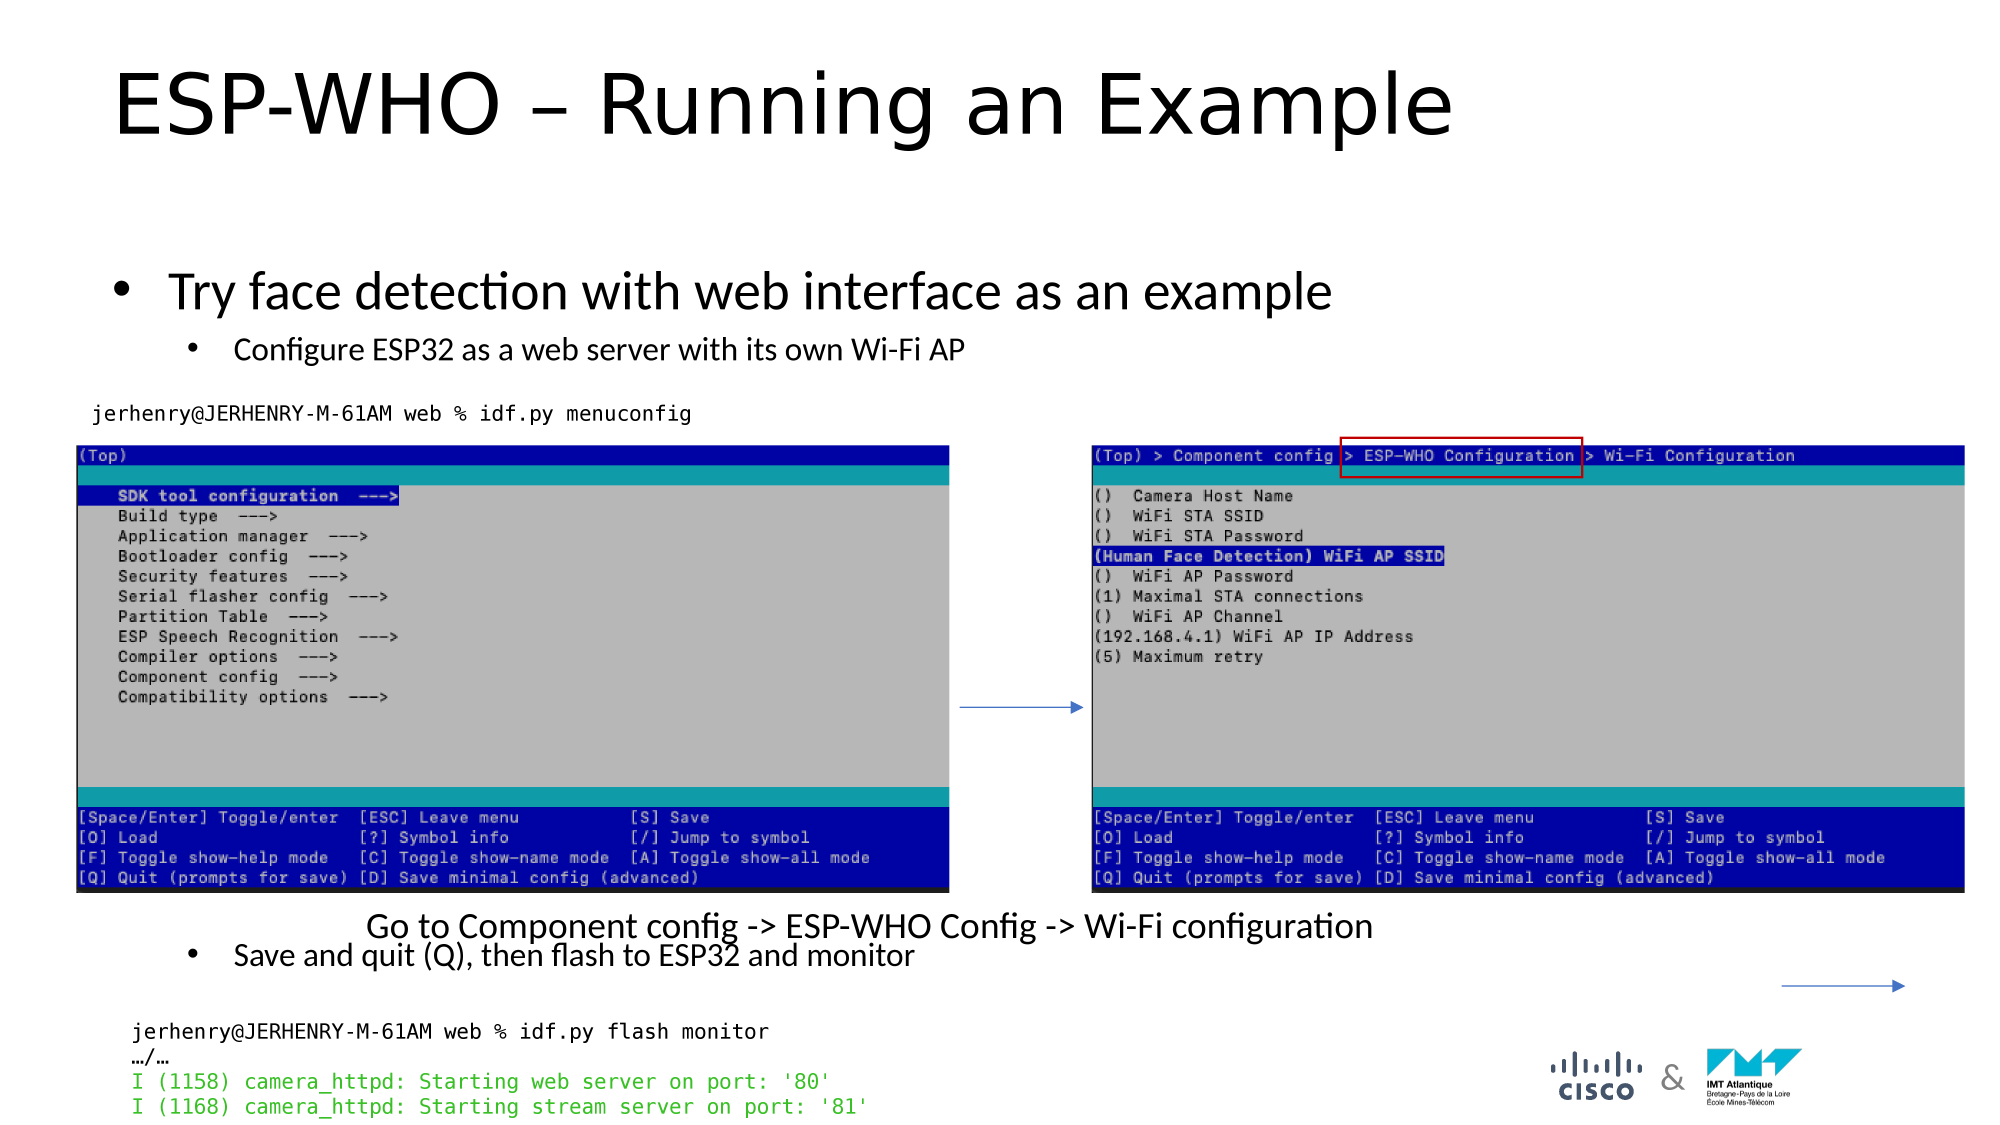 ESP-WHO – Running an Example
• Try face detection with web interface as an example
• Configure ESP32 as a web server with its own Wi-Fi AP
jerhenry@JERHENRY-M-61AM web % idf.py menuconfig
(Top)
SDK tool configuration --->
Build type --->
Application manager --->
Bootloader config --->
Security features --->
Serial flasher config --->
Partition Table --->
ESP Speech Recognition --->
Compiler options --->
Component config --->
Compatibility options --->
[Space/Enter] Toggle/enter [ESC] Leave menu [S] Save
[O] Load [?] Symbol info [/] Jump to symbol
[F] Toggle show-help mode [C] Toggle show-name mode [A] Toggle show-all mode
[Q] Quit (prompts for save) [D] Save minimal config (advanced)
(Top) > Component config > ESP-WHO Configuration > Wi-Fi Configuration
() Camera Host Name
() WiFi STA SSID
() WiFi STA Password
(Human Face Detection) WiFi AP SSID
() WiFi AP Password
(1) Maximal STA connections
() WiFi AP Channel
(192.168.4.1) WiFi AP IP Address
(5) Maximum retry
[Space/Enter] Toggle/enter [ESC] Leave menu [S] Save
[O] Load [?] Symbol info [/] Jump to symbol
[F] Toggle show-help mode [C] Toggle show-name mode [A] Toggle show-all mode
[Q] Quit (prompts for save) [D] Save minimal config (advanced)
Go to Component config -> ESP-WHO Config -> Wi-Fi configuration
• Save and quit (Q), then flash to ESP32 and monitor
jerhenry@JERHENRY-M-61AM web % idf.py flash monitor
…/…
I (1158) camera_httpd: Starting web server on port: '80'
I (1168) camera_httpd: Starting stream server on port: '81'
CISCO
&
IMT Atlantique
Bretagne-Pays de la Loire
École Mines-Télécom